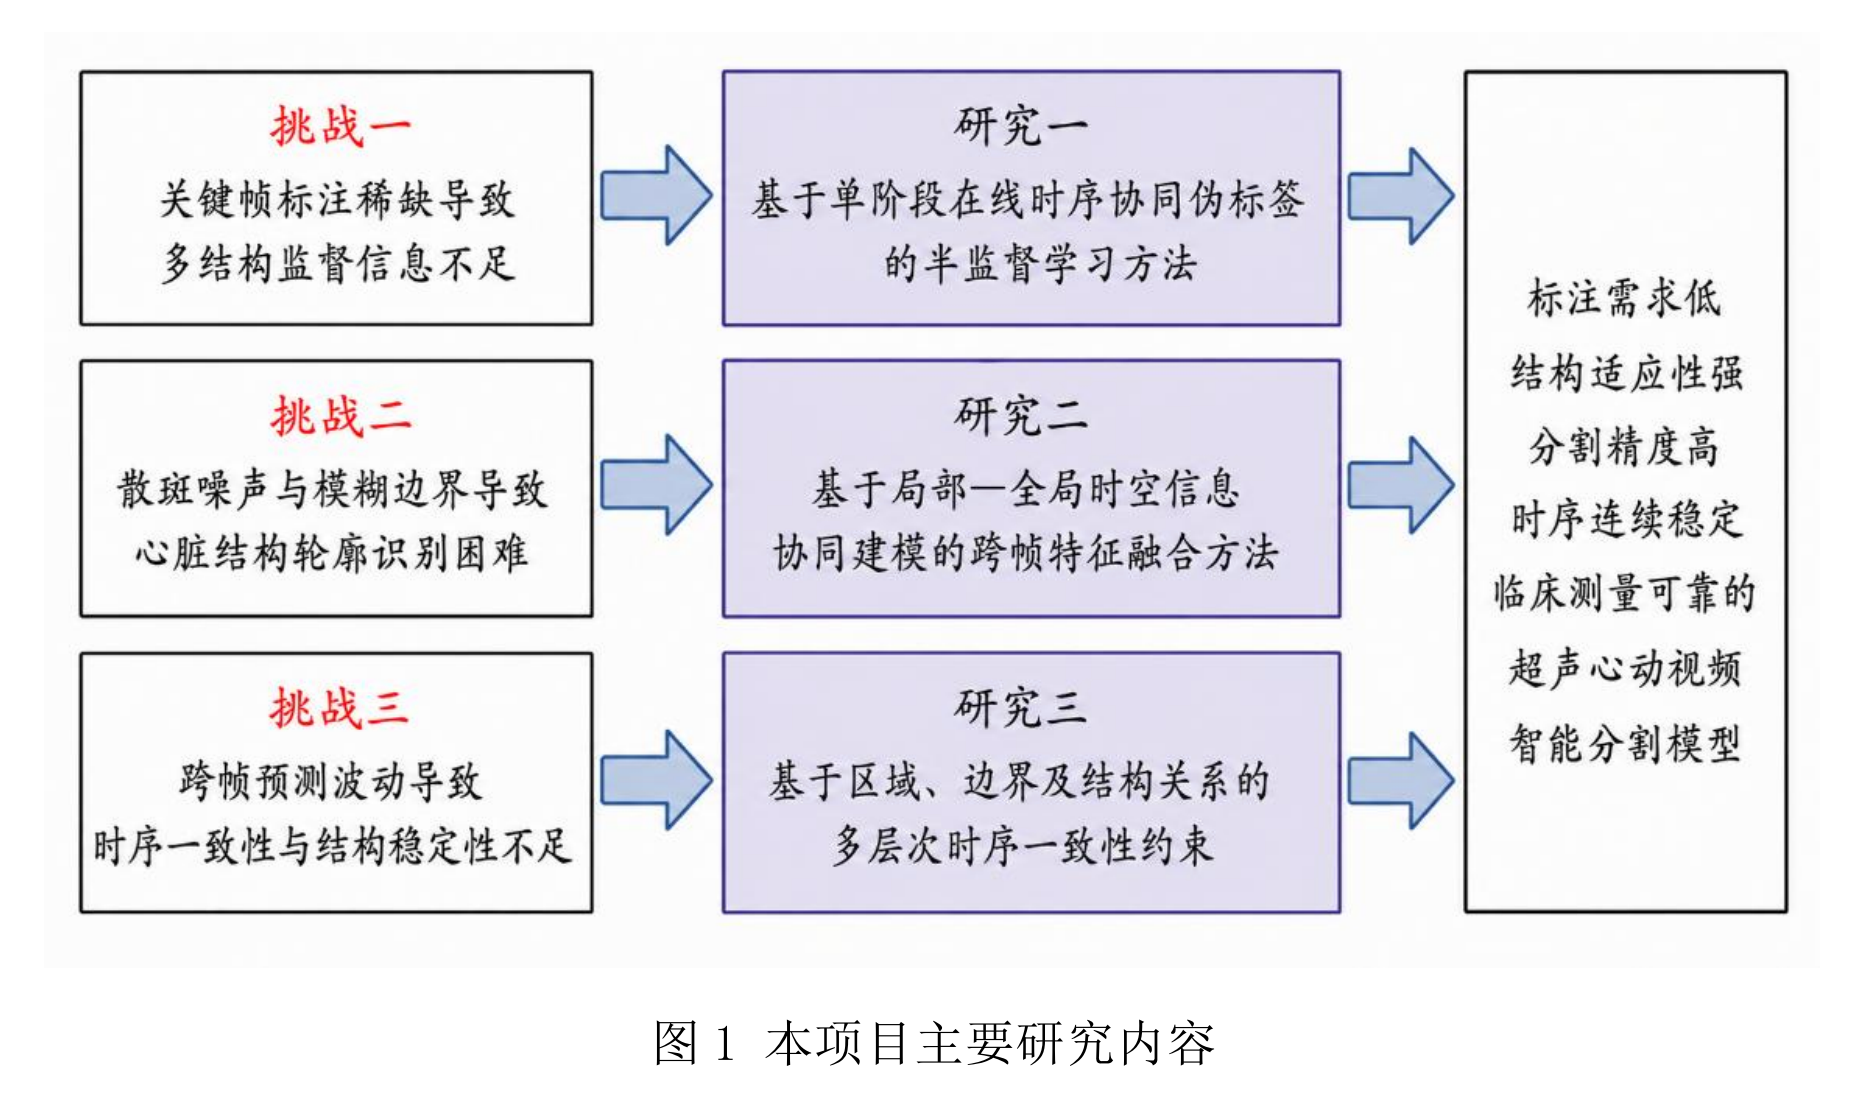 挑战一
关键帧标注稀缺导致
多结构监督信息不足
研究一
基于单阶段在线时序协同伪标签
的半监督学习方法
挑战二
散斑噪声与模糊边界导致
心脏结构轮廓识别困难
研究二
基于局部—全局时空信息
协同建模的跨帧特征融合方法
挑战三
跨帧预测波动导致
时序一致性与结构稳定性不足
研究三
基于区域、边界及结构关系的
多层次时序一致性约束
标注需求低
结构适应性强
分割精度高
时序连续稳定
临床测量可靠的
超声心动视频
智能分割模型
图 1 本项目主要研究内容